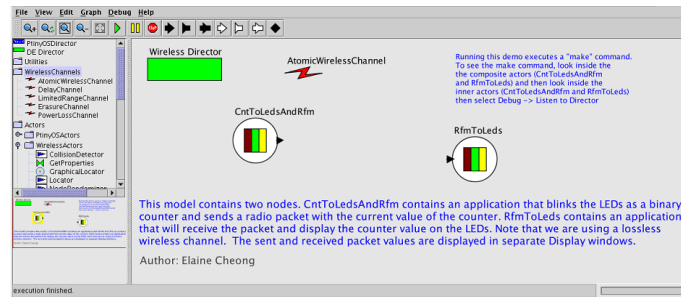 File View Edit Graph Debug Help
PtinyOSDirector
DE Director
Utilities
WirelessChannels
AtomicWirelessChannel
DelayChannel
LimitedRangeChannel
ErasureChannel
PowerLossChannel
Actors
PtinyOSActors
WirelessActors
CollisionDetector
GetProperties
GraphicalLocator
Locator
NodeRandomizer
Wireless Director
AtomicWirelessChannel
Running this demo executes a "make" command.
To see the make command, look inside the
the composite actors (CntToLedsAndRfm
and RfmToLeds) and then look inside the
inner actors (CntToLedsAndRfm and RfmToLeds)
then select Debug -> Listen to Director
CntToLedsAndRfm
RfmToLeds
This model contains two nodes. CntToLedsAndRfm contains an application that blinks the LEDs as a binary
counter and sends a radio packet with the current value of the counter. RfmToLeds contains an application
that will receive the packet and display the counter value on the LEDs. Note that we are using a lossless
wireless channel. The sent and received packet values are displayed in separate Display windows.
Author: Elaine Cheong
execution finished.